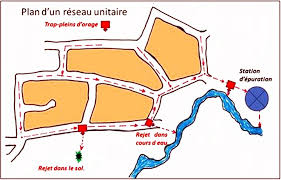 Plan d'un réseau unitaire
Trop-pleins d'orage
Station
d'épuration
Rejet dans
cours d eau.
Rejet dans le sol.